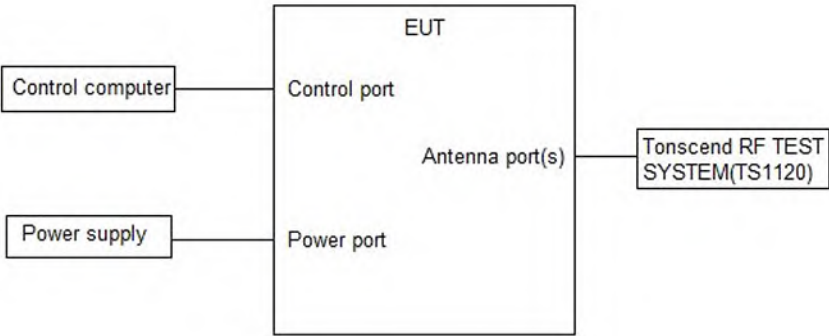 EUT
Control computer
Control port
Antenna port(s)
Tonscend RF TEST
SYSTEM(TS1120)
Power supply
Power port